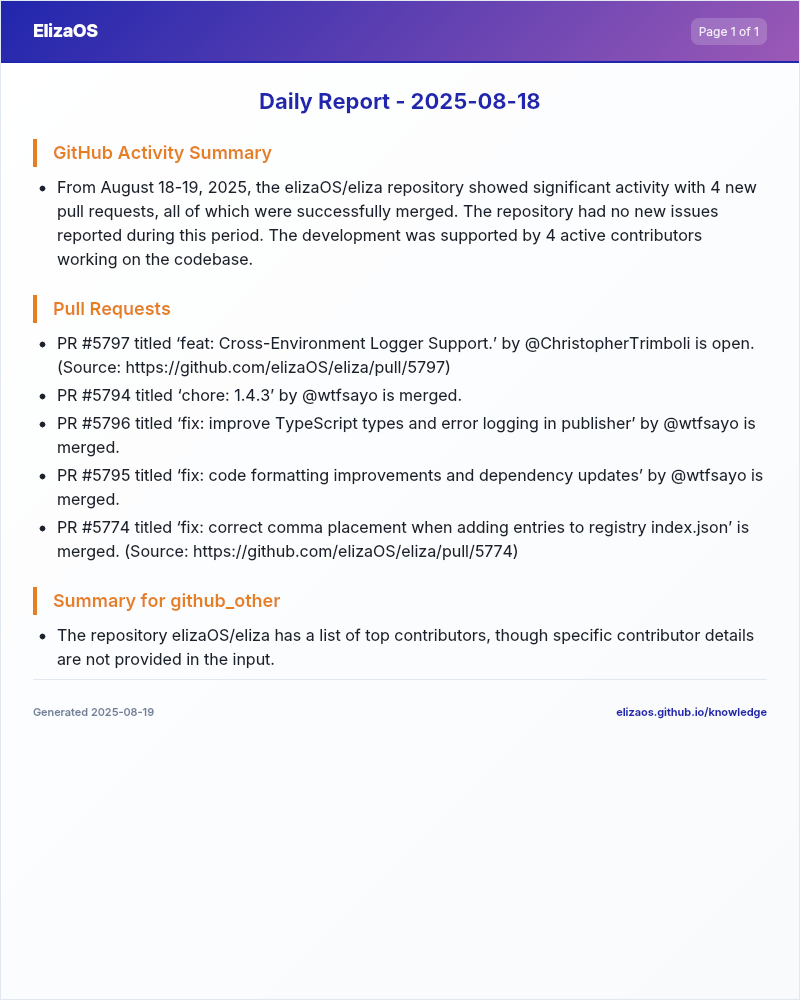 ElizaOS
Page 1 of 1
Daily Report - 2025-08-18
GitHub Activity Summary
• From August 18-19, 2025, the elizaOS/eliza repository showed significant activity with 4 new
pull requests, all of which were successfully merged. The repository had no new issues
reported during this period. The development was supported by 4 active contributors
working on the codebase.
Pull Requests
• PR #5797 titled ‘feat: Cross-Environment Logger Support.’ by @ChristopherTrimboli is open.
(Source: https://github.com/elizaOS/eliza/pull/5797)
• PR #5794 titled ‘chore: 1.4.3’ by @wtfsayo is merged.
• PR #5796 titled ‘fix: improve TypeScript types and error logging in publisher’ by @wtfsayo is
merged.
• PR #5795 titled ‘fix: code formatting improvements and dependency updates’ by @wtfsayo is
merged.
• PR #5774 titled ‘fix: correct comma placement when adding entries to registry index.json’ is
merged. (Source: https://github.com/elizaOS/eliza/pull/5774)
Summary for github_other
• The repository elizaOS/eliza has a list of top contributors, though specific contributor details
are not provided in the input.
Generated 2025-08-19
elizaos.github.io/knowledge